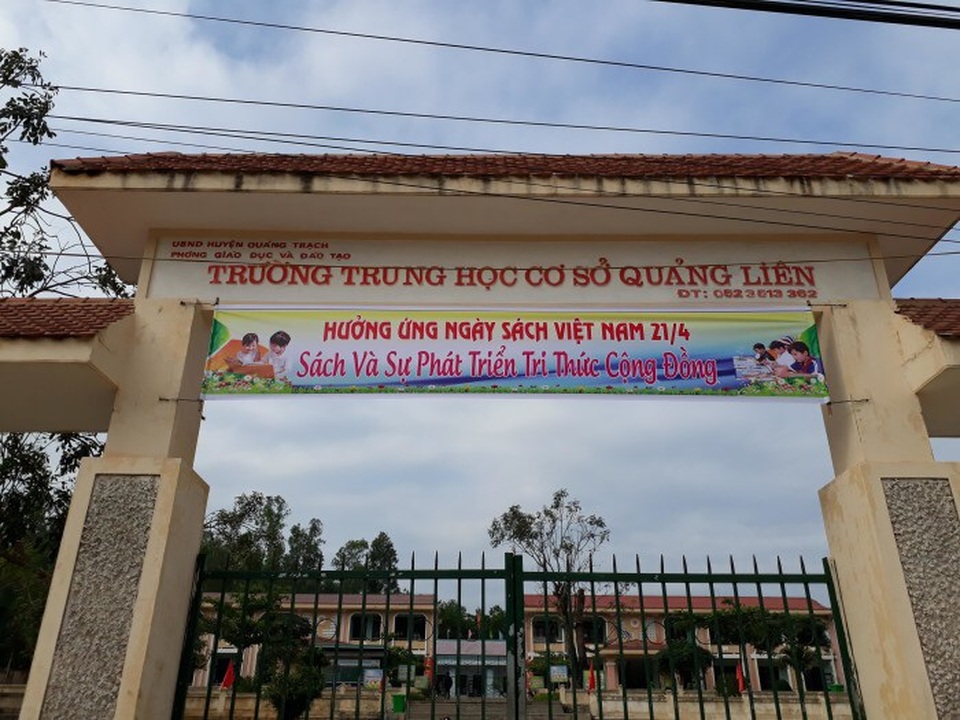 UBND HUYỆN QUẢNG TRẠCH
PHÒNG GIÁO DỤC VÀ ĐÀO TẠO
TRƯỜNG TRUNG HỌC CƠ SỞ QUẢNG LIÊN
ĐT: 052 3513 362
HƯỞNG ỨNG NGÀY SÁCH VIỆT NAM 21/4
Sách Và Sự Phát Triển Tri Thức Cộng Đồng